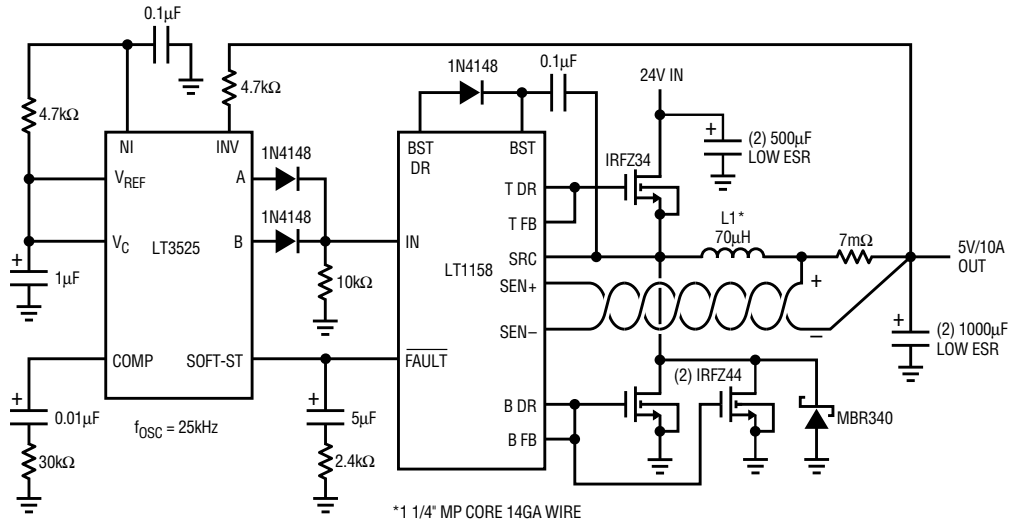 0.1µF
4.7kΩ
4.7kΩ
NI
INV
VREF
VC
LT3525
A
B
COMP
SOFT-ST
fOSC = 25kHz
1µF
+
0.01µF
+
30kΩ
1N4148
1N4148
10kΩ
5µF
+
2.4kΩ
1N4148
0.1µF
BST
DR
BST
T DR
T FB
IN
LT1158
SRC
SEN+
SEN–
FAULT
B DR
B FB
24V IN
+
(2) 500µF
LOW ESR
IRFZ34
L1*
70µH
7mΩ
5V/10A
OUT
+
–
+
(2) 1000µF
LOW ESR
(2) IRFZ44
MBR340
*1 1/4" MP CORE 14GA WIRE